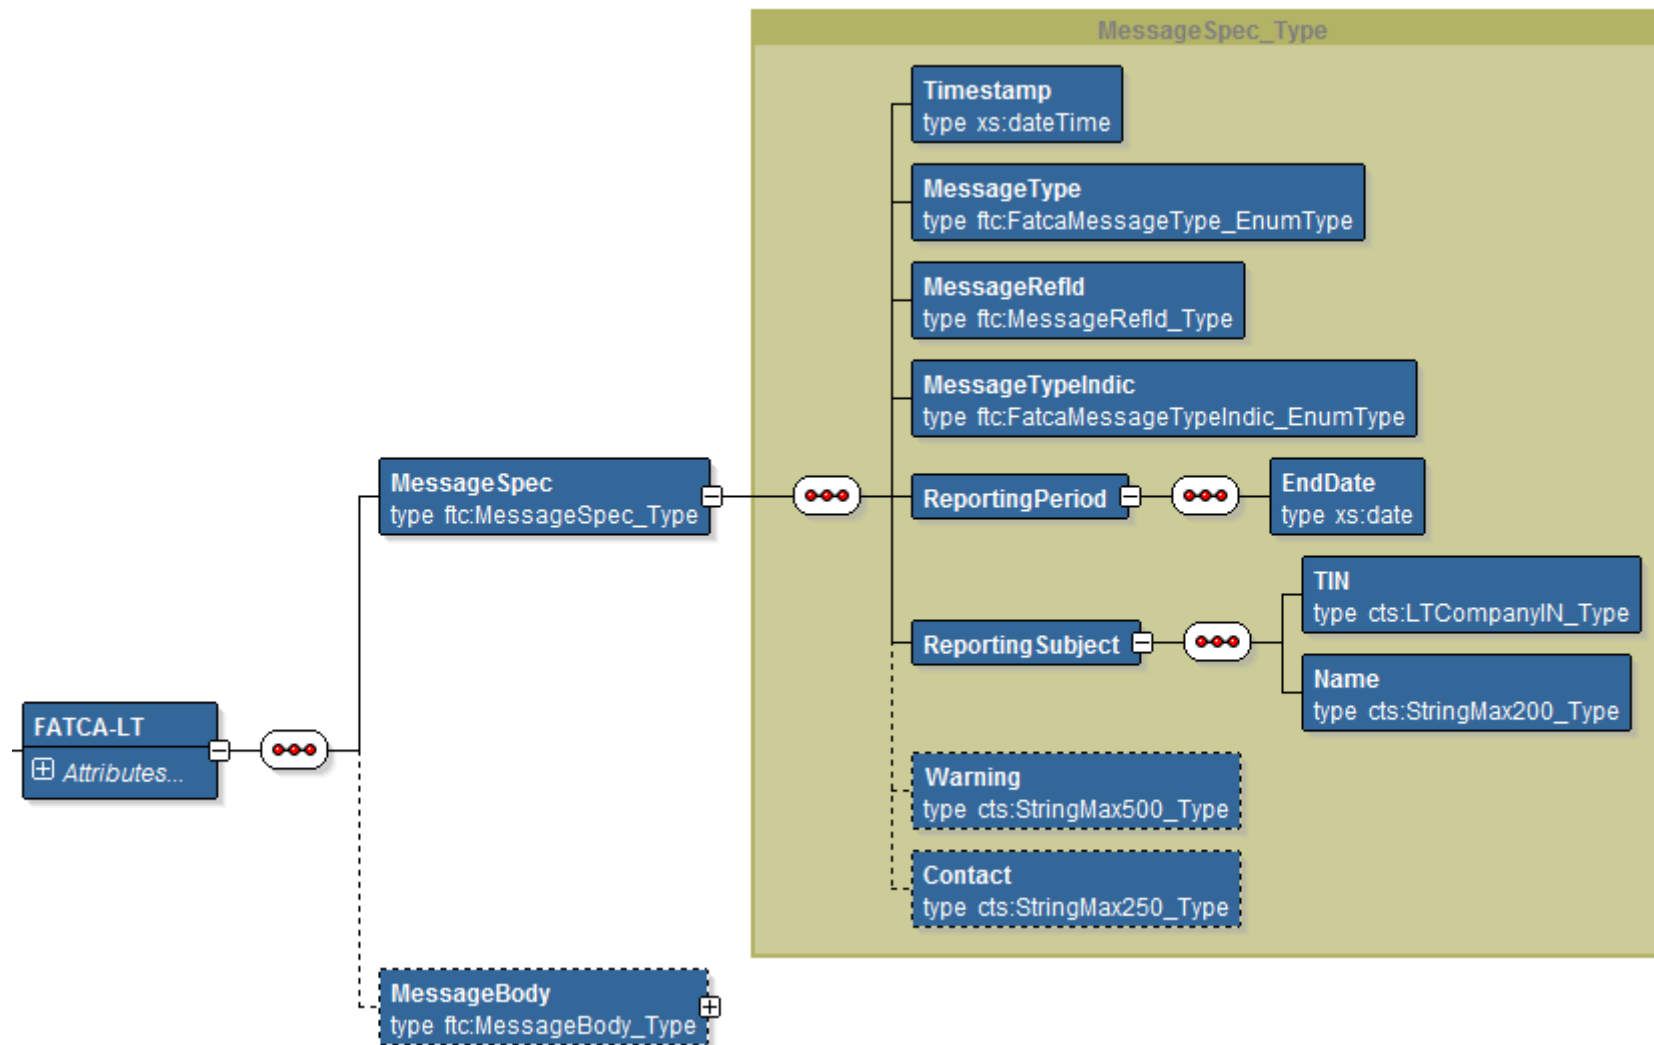 MessageSpec_Type
Timestamp
type xs:dateTime
MessageType
type ftc:FatcaMessageType_EnumType
MessageRefId
type ftc:MessageRefId_Type
MessageTypeIndic
type ftc:FatcaMessageTypeIndic_EnumType
MessageSpec
type ftc:MessageSpec_Type
ReportingPeriod
EndDate
type xs:date
TIN
type cts:LTCompanyIN_Type
ReportingSubject
Name
type cts:StringMax200_Type
FATCA-LT
Attributes...
Warning
type cts:StringMax500_Type
Contact
type cts:StringMax250_Type
MessageBody
type ftc:MessageBody_Type